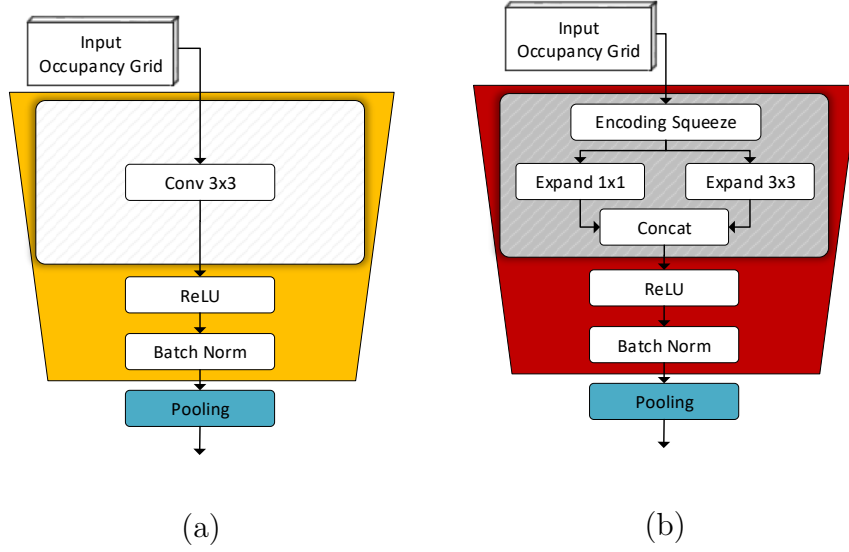 Input
Occupancy Grid
Conv 3x3
ReLU
Batch Norm
Pooling
(a)
Input
Occupancy Grid
Encoding Squeeze
Expand 1x1
Expand 3x3
Concat
ReLU
Batch Norm
Pooling
(b)